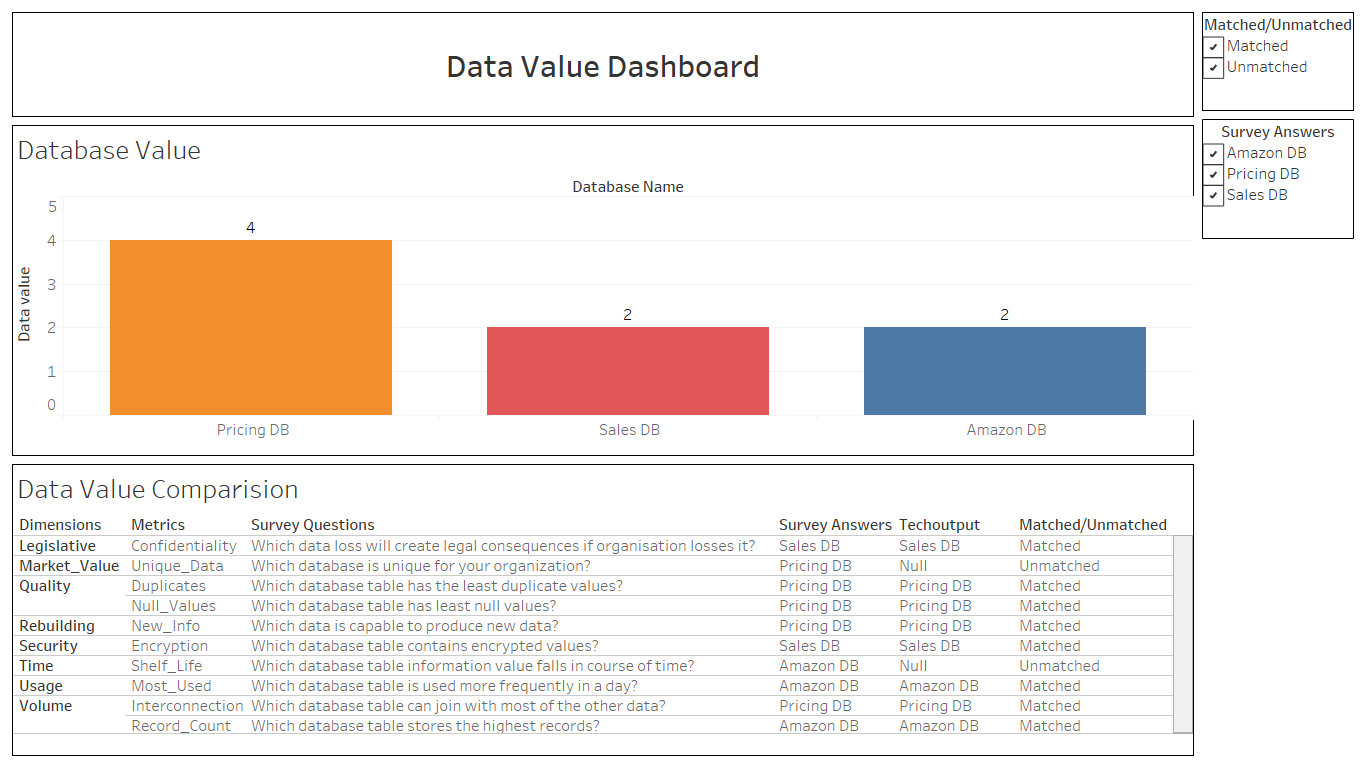 Data Value Dashboard
Matched/Unmatched
Matched
Unmatched
Survey Answers
Amazon DB
Pricing DB
Sales DB
Database Value
Database Name
Data value
5
4
3
2
1
0
4
2
2
Pricing DB
Sales DB
Amazon DB
Data Value Comparision
Dimensions Metrics Survey Questions Survey Answers Techoutput Matched/Unmatched
Legislative Confidentiality Which data loss will create legal consequences if organisation losses it? Sales DB Sales DB Matched
Market_Value Unique_Data Which database is unique for your organization? Pricing DB Null Unmatched
Quality Duplicates Which database table has the least duplicate values? Pricing DB Pricing DB Matched
Null_Values Which database table has least null values? Pricing DB Pricing DB Matched
Rebuilding New_Info Which data is capable to produce new data? Pricing DB Pricing DB Matched
Security Encryption Which database table contains encrypted values? Sales DB Sales DB Matched
Time Shelf_Life Which database table information value falls in course of time? Amazon DB Null Unmatched
Usage Most_Used Which database table is used more frequently in a day? Amazon DB Amazon DB Matched
Volume Interconnection Which database table can join with most of the other data? Pricing DB Pricing DB Matched
Record_Count Which database table stores the highest records? Amazon DB Amazon DB Matched